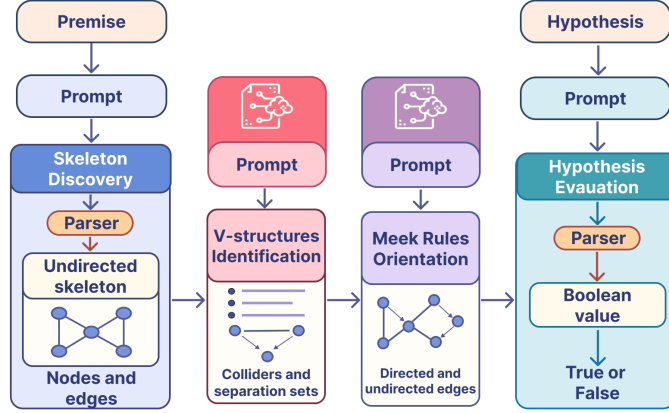 Premise
Prompt
Skeleton
Discovery
Parser
Undirected
skeleton
Nodes and
edges
Prompt
V-structures
Identification
Colliders and
separation sets
Prompt
Meek Rules
Orientation
Directed and
undirected edges
Hypothesis
Prompt
Hypothesis
Evauation
Parser
Boolean
value
True or
False